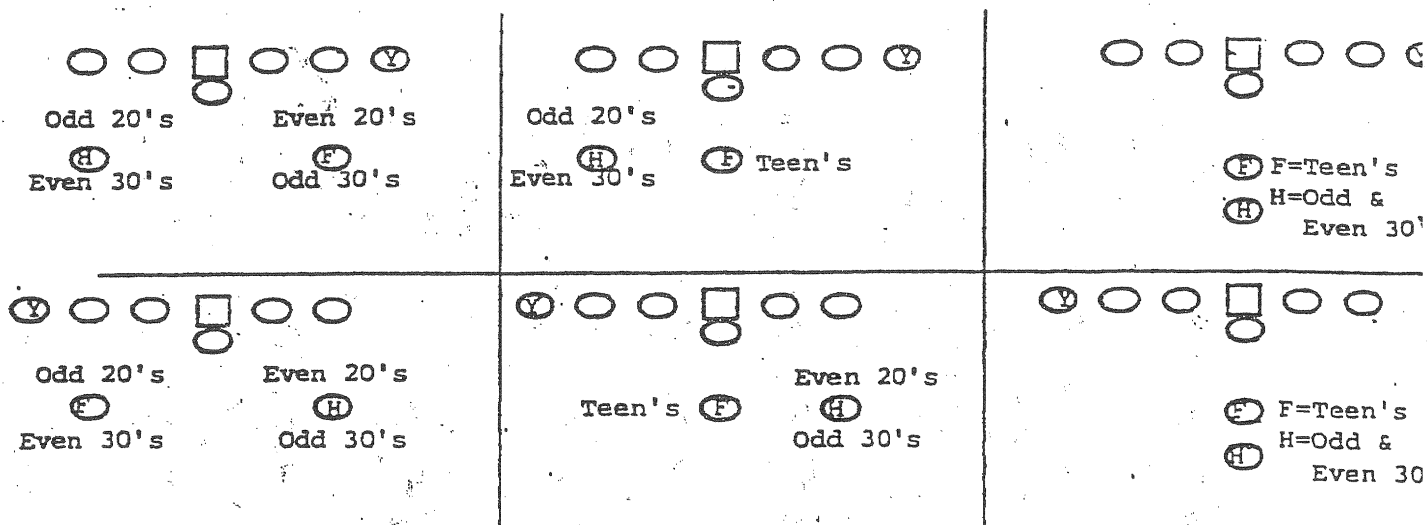 Y
Odd 20's Even 20's
H F
Even 30's Odd 30's
Y
Odd 20's
H F Teen's
Even 30's
F F=Teen's
H H=Odd &
Even 30'
Y
Odd 20's Even 20's
F H
Even 30's Odd 30's
Y
Even 20's
Teen's F H
Odd 30's
Y
F F=Teen's
H H=Odd &
Even 30